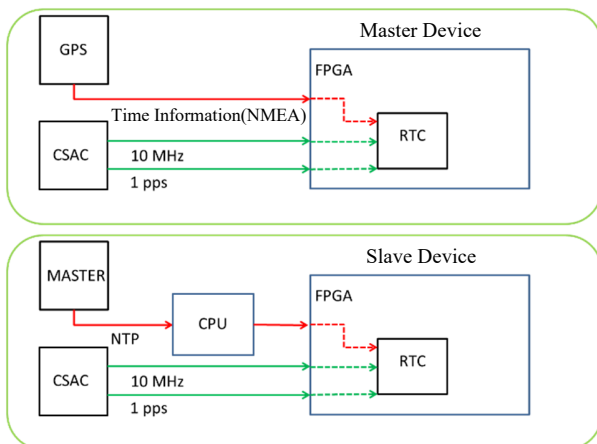 Master Device
GPS
FPGA
Time Information(NMEA)
CSAC
RTC
10 MHz
1 pps
Slave Device
MASTER
FPGA
CPU
NTP
CSAC
RTC
10 MHz
1 pps